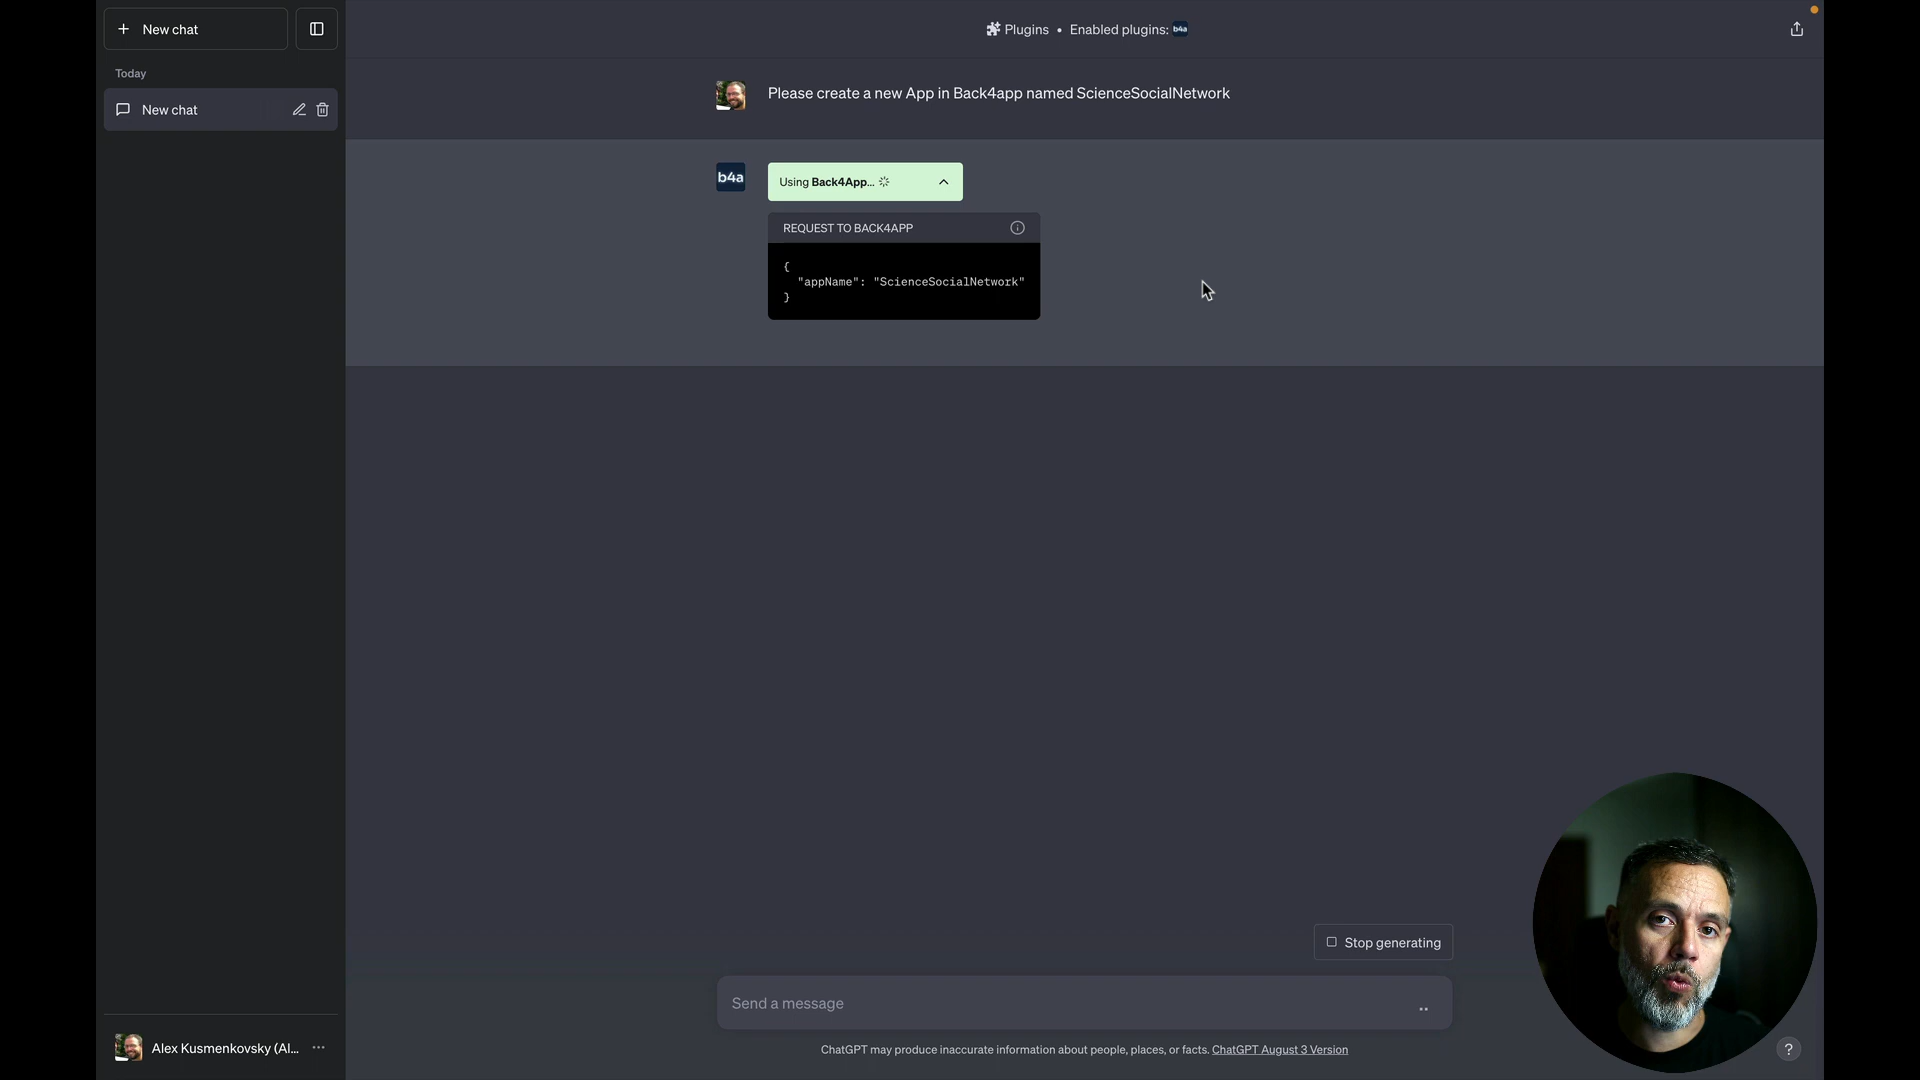 New chat
Today
New chat
Alex Kusmenkovsky (Al...
Plugins • Enabled plugins: b4a
Please create a new App in Back4app named ScienceSocialNetwork
b4a
Using Back4App...
REQUEST TO BACK4APP
{
"appName": "ScienceSocialNetwork"
}
Stop generating
Send a message
ChatGPT may produce inaccurate information about people, places, or facts. ChatGPT August 3 Version
?